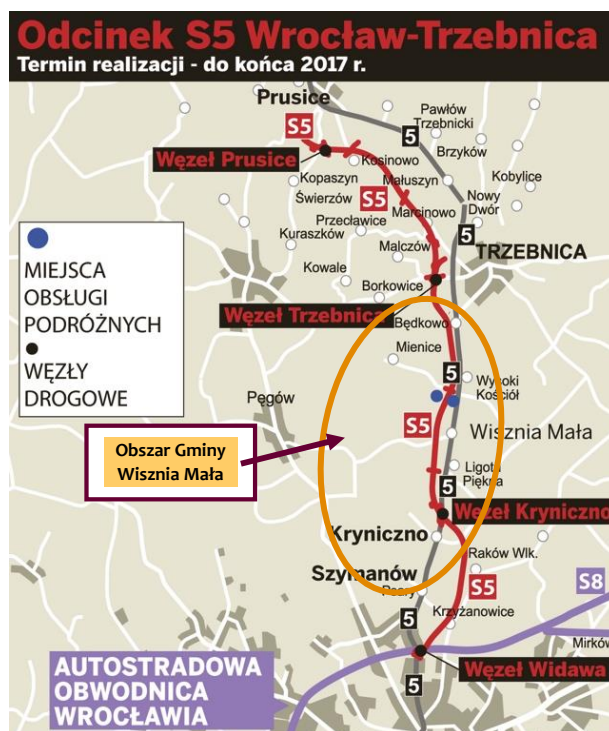 Odcinek S5 Wrocław-Trzebnica
Termin realizacji - do końca 2017 r.
Prusice
S5
5
Pawłów
Trzebnicki
Węzeł Prusice
Kosinowo
Brzyków
Kopaszyn
Małuszyn
Kobylice
Świerzów
S5
Nowy
Dwór
Marcinowo
Przecławice
5
Kuraszków
Malczów
TRZEBNICA
Kowale
Borkowice
MIEJSCA
OBSŁUGI
PODRÓŻNYCH
WĘZŁY
DROGOWE
Węzeł Trzebnica
Będkowo
Mienice
5
Wysoki
Kościół
Pęgów
S5
Wisznia Mała
Obszar Gminy
Wisznia Mała
Ligota
Piękna
5
Węzeł Kryniczno
Kryniczno
Raków Wlk.
Szymanów
S5
S8
Psary
Krzyżanowice
5
Mirków
Węzeł Widawa
AUTOSTRADOWA
OBWODNICA
WROCŁAWIA
5